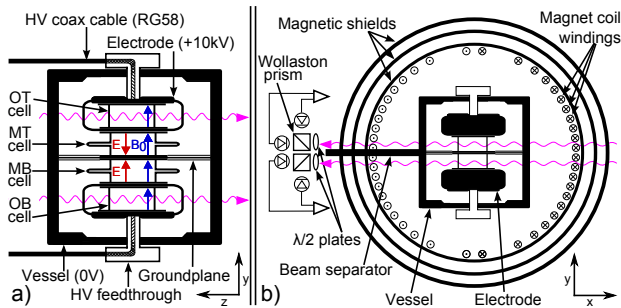 HV coax cable (RG58)
Electrode (+10kV)
OT
cell
MT
cell
MB
cell
OB
cell
E
B0
E
Vessel (0V)
Groundplane
HV feedthrough
a)
y
z
Magnetic shields
Magnet coil
windings
Wollaston
prism
λ/2 plates
Beam separator
Vessel
Electrode
b)
y
x